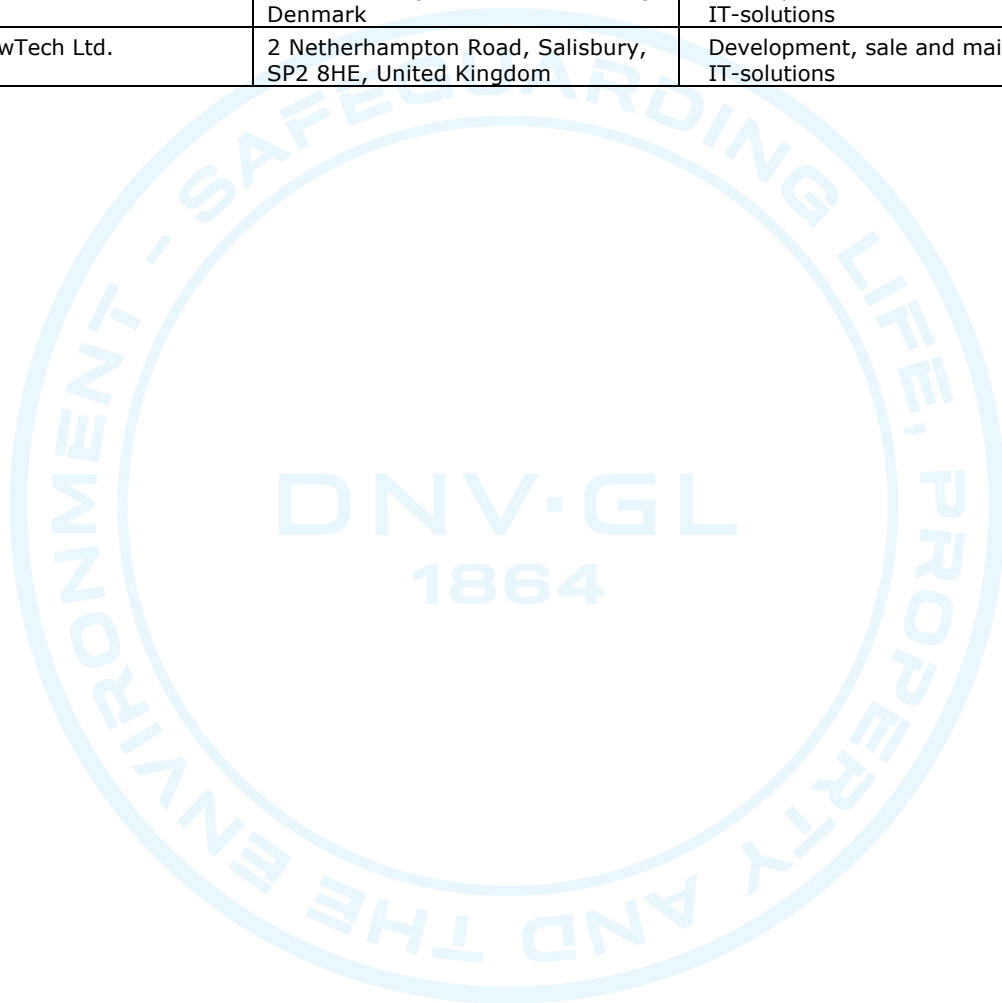 Denmark
IT-solutions
wTech Ltd.
2 Netherhampton Road, Salisbury,
SP2 8HE, United Kingdom
Development, sale and mai
IT-solutions
SAFEGUARDING LIFE, PROPERTY AND THE ENVIRONMENT -
DNV·GL
1864